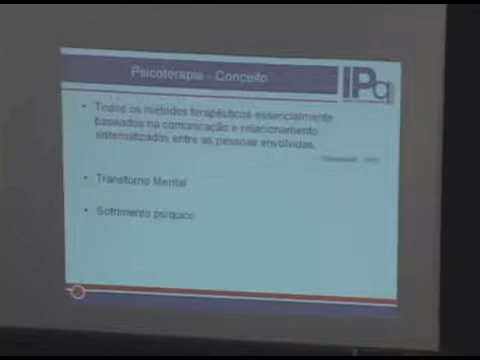 Psicoterapia - Conceito
IPq
• Todos os métodos terapêuticos essencialmente
baseados na comunicação e relacionamento
sistematizados entre as pessoas envolvidas.
• Transtorno Mental
• Sofrimento psíquico